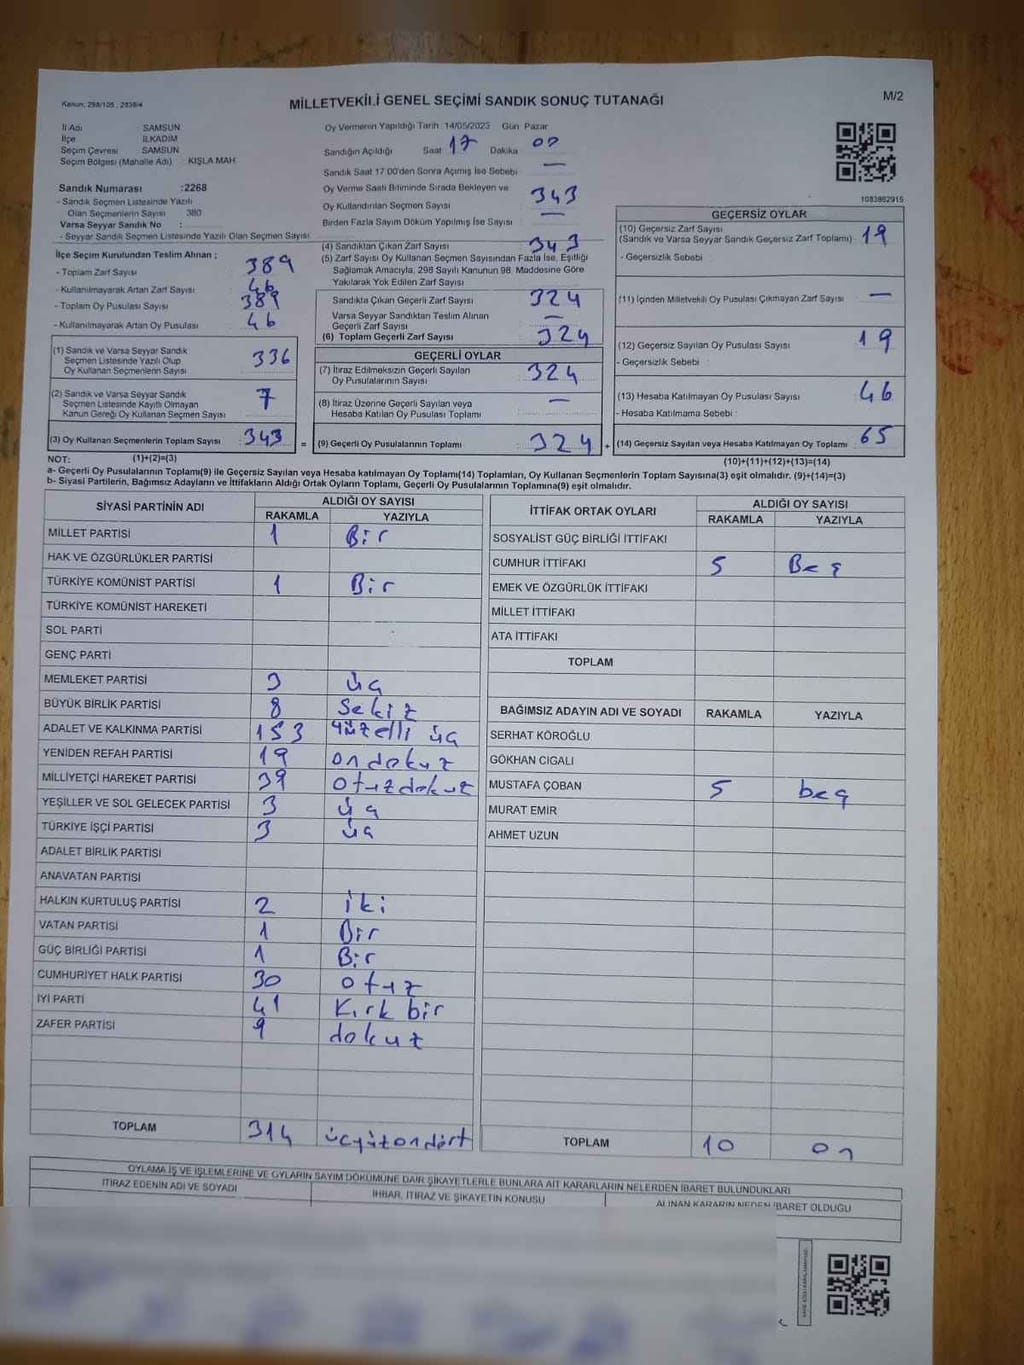 Kanun: 298/105, 2839/4
MİLLETVEKİLİ GENEL SEÇİMİ SANDIK SONUÇ TUTANAĞI
M/2
İl Adı SAMSUN
İlçe İLKADIM
Seçim Çevresi SAMSUN
Seçim Bölgesi (Mahalle Adı) KIŞLA MAH.
Sandık Numarası :2268
- Sandık Seçmen Listesinde Yazılı
Olan Seçmenlerin Sayısı 380
Varsa Seyyar Sandık No :
- Seyyar Sandık Seçmen Listesinde Yazılı Olan Seçmen Sayısı
İlçe Seçim Kurulundan Teslim Alınan ;
- Toplam Zarf Sayısı 389
- Kullanılmayarak Artan Zarf Sayısı 46
- Toplam Oy Pusulası Sayısı 389
- Kullanılmayarak Artan Oy Pusulası 46
(1) Sandık ve Varsa Seyyar Sandık
Seçmen Listesinde Yazılı Olup
Oy Kullanan Seçmenlerin Sayısı 336
(2) Sandık ve Varsa Seyyar Sandık
Seçmen Listesinde Kayıtlı Olmayan
Kanun Gereği Oy Kullanan Seçmen Sayısı 7
(3) Oy Kullanan Seçmenlerin Toplam Sayısı 343 =
Oy Vermenin Yapıldığı Tarih :14/05/2023 Gün Pazar
Sandığın Açıldığı Saat 17 Dakika 00
Sandık Saat 17.00'den Sonra Açılmış İse Sebebi —
Oy Verme Saati Bitiminde Sırada Bekleyen ve
Oy Kullandırılan Seçmen Sayısı 343
Birden Fazla Sayım Döküm Yapılmış İse Sayısı —
(4) Sandıktan Çıkan Zarf Sayısı 343
(5) Zarf Sayısı Oy Kullanan Seçmen Sayısından Fazla İse, Eşitliği
Sağlamak Amacıyla, 298 Sayılı Kanunun 98. Maddesine Göre
Yakılarak Yok Edilen Zarf Sayısı
Sandıkta Çıkan Geçerli Zarf Sayısı 324
Varsa Seyyar Sandıktan Teslim Alınan
Geçerli Zarf Sayısı —
(6) Toplam Geçerli Zarf Sayısı 324
GEÇERLİ OYLAR
(7) İtiraz Edilmeksizin Geçerli Sayılan
Oy Pusulalarının Sayısı 324
(8) İtiraz Üzerine Geçerli Sayılan veya
Hesaba Katılan Oy Pusulası Toplamı —
(9) Geçerli Oy Pusulalarının Toplamı 324 +
1083862915
GEÇERSİZ OYLAR
(10) Geçersiz Zarf Sayısı
(Sandık ve Varsa Seyyar Sandık Geçersiz Zarf Toplamı) 19
- Geçersizlik Sebebi
(11) İçinden Milletvekili Oy Pusulası Çıkmayan Zarf Sayısı —
(12) Geçersiz Sayılan Oy Pusulası Sayısı 19
- Geçersizlik Sebebi :
(13) Hesaba Katılmayan Oy Pusulası Sayısı 46
- Hesaba Katılmama Sebebi :
(14) Geçersiz Sayılan veya Hesaba Katılmayan Oy Toplamı 65
NOT: (1)+(2)=(3) (10)+(11)+(12)+(13)=(14)
a- Geçerli Oy Pusulalarının Toplamı(9) ile Geçersiz Sayılan veya Hesaba katılmayan Oy Toplamı(14) Toplamları, Oy Kullanan Seçmenlerin Toplam Sayısına(3) eşit olmalıdır. (9)+(14)=(3)
b- Siyasi Partilerin, Bağımsız Adayların ve İttifakların Aldığı Oyların Toplamı, Geçerli Oy Pusulalarının Toplamına(9) eşit olmalıdır.
SİYASİ PARTİNİN ADI ALDIĞI OY SAYISI
RAKAMLA YAZIYLA
MİLLET PARTİSİ 1 Bir
HAK VE ÖZGÜRLÜKLER PARTİSİ
TÜRKİYE KOMÜNİST PARTİSİ 1 Bir
TÜRKİYE KOMÜNİST HAREKETİ
SOL PARTİ
GENÇ PARTİ
MEMLEKET PARTİSİ 3 üç
BÜYÜK BİRLİK PARTİSİ 8 Sekiz
ADALET VE KALKINMA PARTİSİ 153 yüzelli üç
YENİDEN REFAH PARTİSİ 19 ondokuz
MİLLİYETÇİ HAREKET PARTİSİ 39 Otuzdokuz
YEŞİLLER VE SOL GELECEK PARTİSİ 3 üç
TÜRKİYE İŞÇİ PARTİSİ 3 üç
ADALET BİRLİK PARTİSİ
ANAVATAN PARTİSİ
HALKIN KURTULUŞ PARTİSİ 2 iki
VATAN PARTİSİ 1 Bir
GÜÇ BİRLİĞİ PARTİSİ 1 Bir
CUMHURİYET HALK PARTİSİ 30 otuz
İYİ PARTİ 41 Kırk bir
ZAFER PARTİSİ 9 dokuz
TOPLAM 314 üçyüzondört
İTTİFAK ORTAK OYLARI ALDIĞI OY SAYISI
RAKAMLA YAZIYLA
SOSYALİST GÜÇ BİRLİĞİ İTTİFAKI
CUMHUR İTTİFAKI 5 Beş
EMEK VE ÖZGÜRLÜK İTTİFAKI
MİLLET İTTİFAKI
ATA İTTİFAKI
TOPLAM
BAĞIMSIZ ADAYIN ADI VE SOYADI RAKAMLA YAZIYLA
SERHAT KÖROĞLU
GÖKHAN CIGALI
MUSTAFA ÇOBAN 5 beş
MURAT EMİR
AHMET UZUN
TOPLAM 10 on
OYLAMA İŞ VE İŞLEMLERİNE VE OYLARIN SAYIM DÖKÜMÜNE DAİR ŞİKAYETLERLE BUNLARA AİT KARARLARIN NELERDEN İBARET BULUNDUKLARI
İTİRAZ EDENİN ADI VE SOYADI
İHBAR, İTİRAZ VE ŞİKAYETİN KONUSU
ALINAN KARARIN NEDEN İBARET OLDUĞU